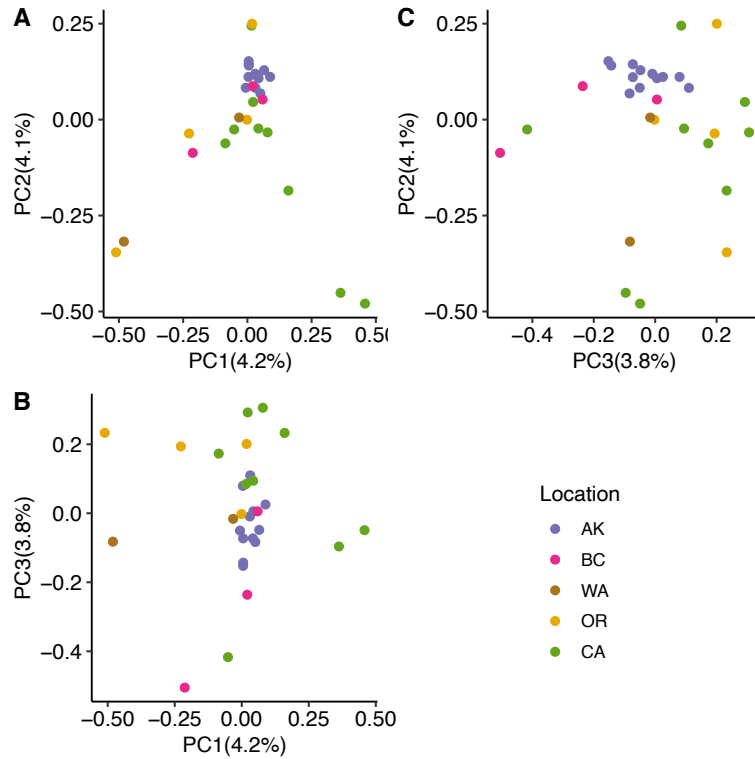 A
0.25
0.00
−0.25
−0.50
PC2(4.1%)
−0.50 −0.25 0.00 0.25 0.50
PC1(4.2%)
C
0.25
0.00
−0.25
−0.50
PC2(4.1%)
−0.4 −0.2 0.0 0.2
PC3(3.8%)
B
0.2
0.0
−0.2
−0.4
PC3(3.8%)
−0.50 −0.25 0.00 0.25 0.50
PC1(4.2%)
Location
AK
BC
WA
OR
CA